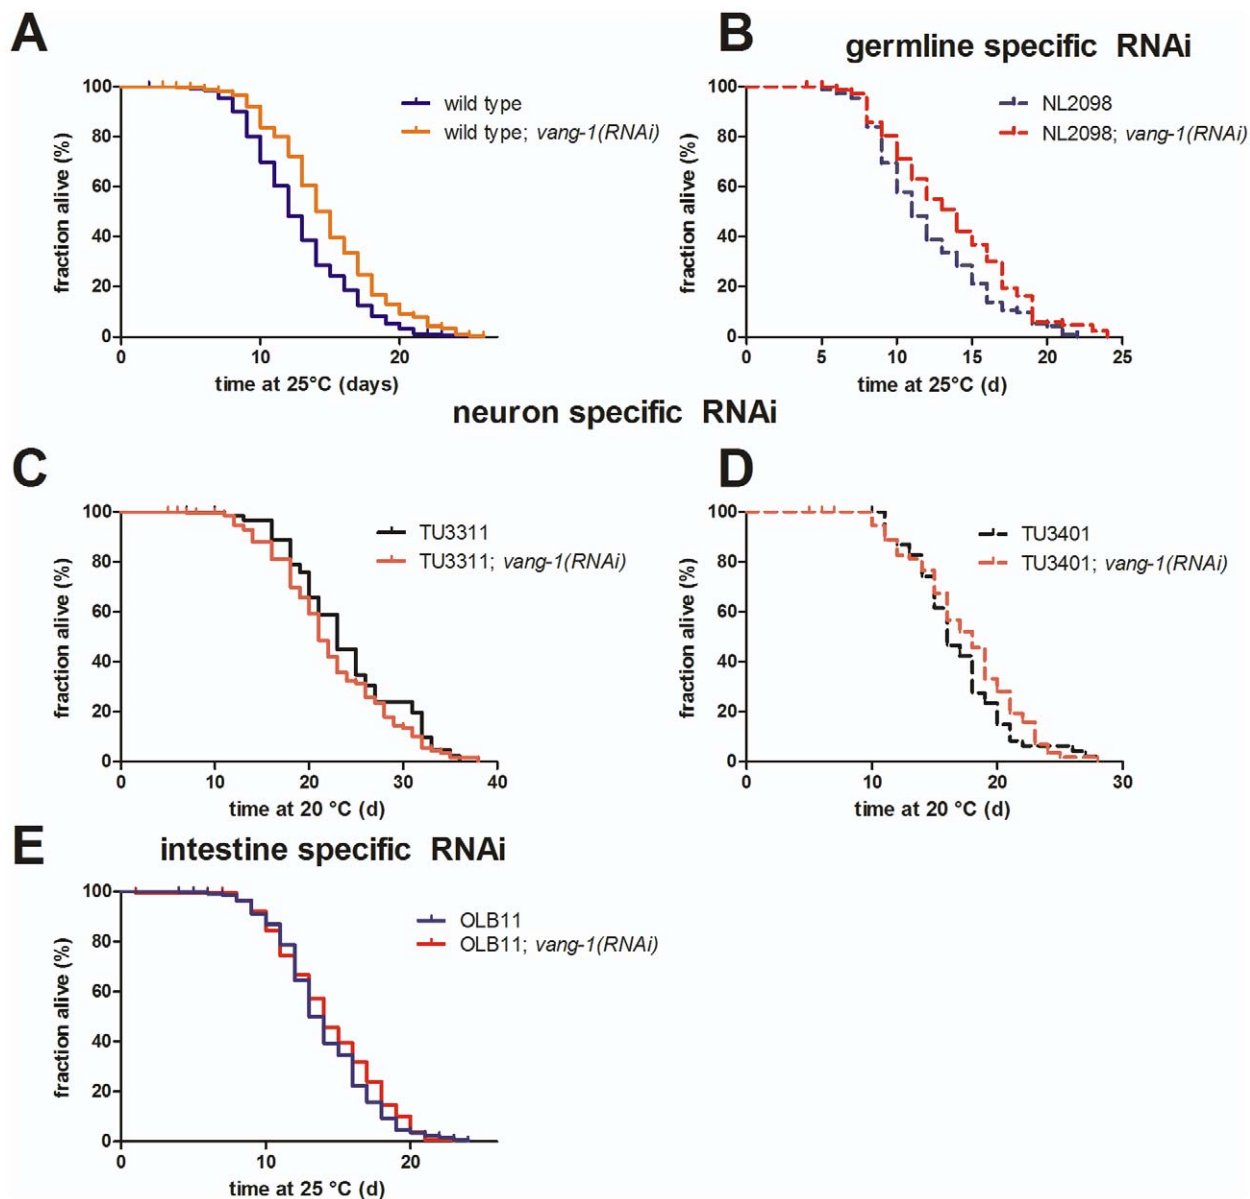 A
fraction alive (%)
100
80
60
40
20
0
0 10 20
time at 25°C (days)
wild type
wild type; vang-1(RNAi)
B
germline specific RNAi
fraction alive (%)
100
80
60
40
20
0
0 5 10 15 20 25
time at 25°C (d)
NL2098
NL2098; vang-1(RNAi)
neuron specific RNAi
C
fraction alive (%)
100
80
60
40
20
0
0 10 20 30 40
time at 20 °C (d)
TU3311
TU3311; vang-1(RNAi)
D
fraction alive (%)
100
80
60
40
20
0
0 10 20 30
time at 20 °C (d)
TU3401
TU3401; vang-1(RNAi)
E
intestine specific RNAi
fraction alive (%)
100
80
60
40
20
0
0 10 20
time at 25 °C (d)
OLB11
OLB11; vang-1(RNAi)